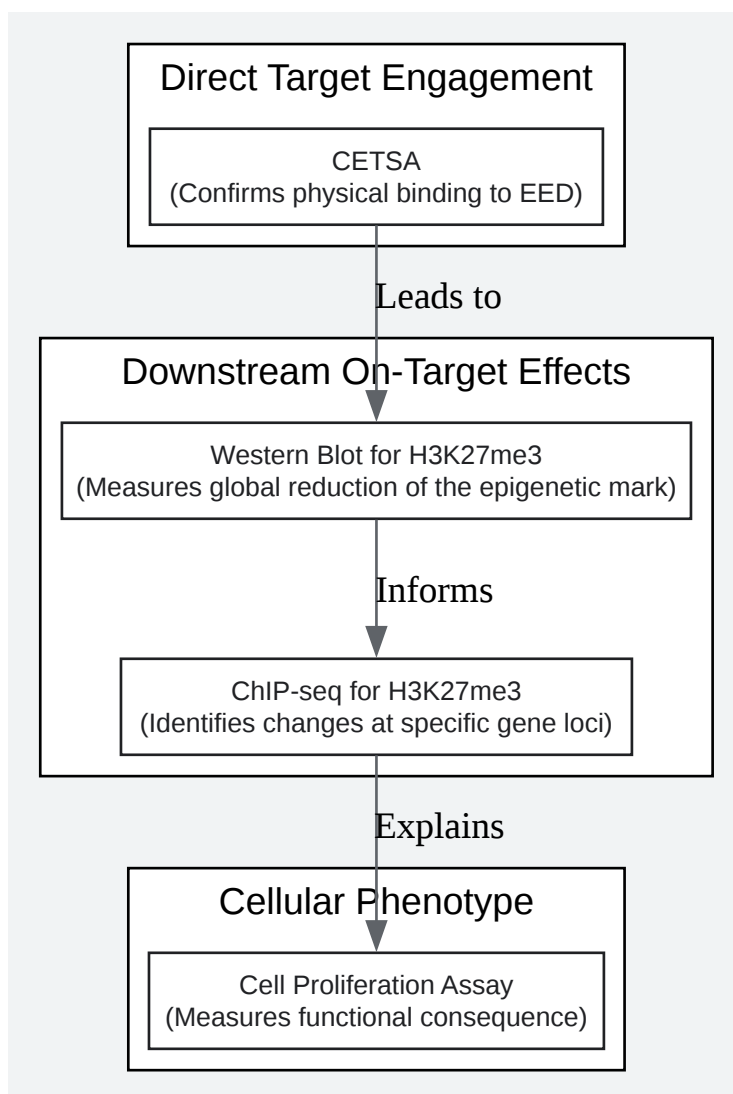 Direct Target Engagement
CETSA
(Confirms physical binding to EED)
Leads to
Downstream On-Target Effects
Western Blot for H3K27me3
(Measures global reduction of the epigenetic mark)
Informs
ChIP-seq for H3K27me3
(Identifies changes at specific gene loci)
Explains
Cellular Phenotype
Cell Proliferation Assay
(Measures functional consequence)